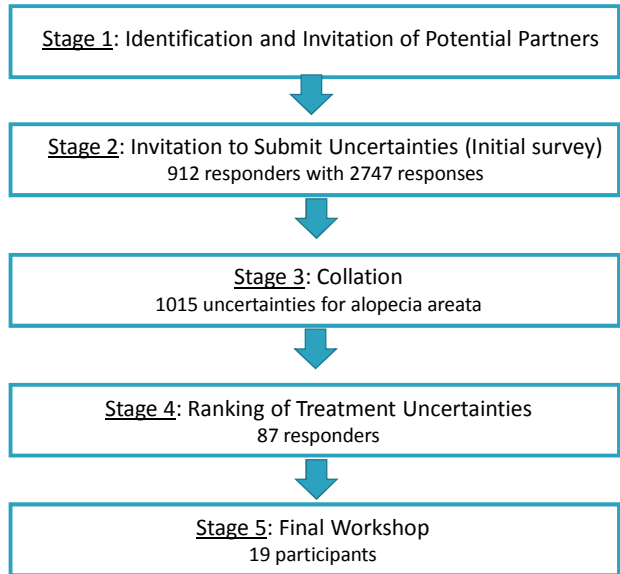 Stage 1: Identification and Invitation of Potential Partners
Stage 2: Invitation to Submit Uncertainties (Initial survey)
912 responders with 2747 responses
Stage 3: Collation
1015 uncertainties for alopecia areata
Stage 4: Ranking of Treatment Uncertainties
87 responders
Stage 5: Final Workshop
19 participants